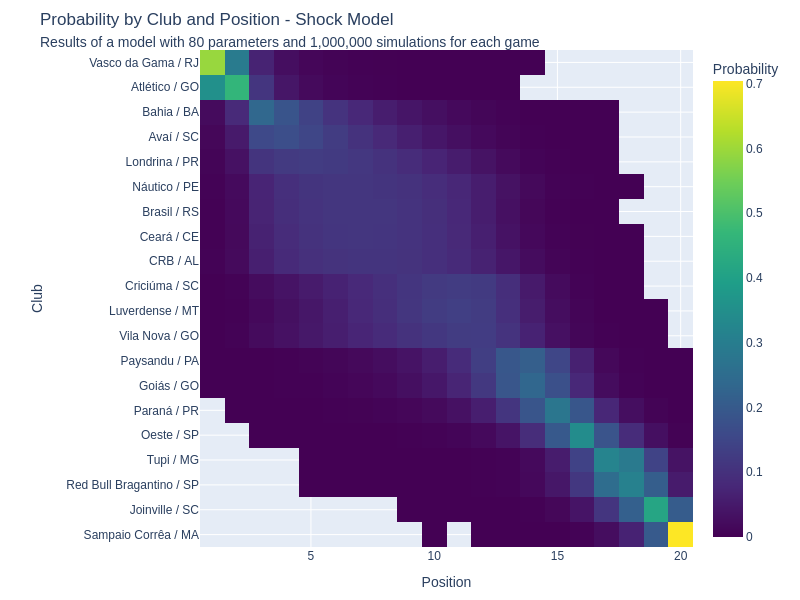 Probability by Club and Position - Shock Model
Results of a model with 80 parameters and 1,000,000 simulations for each game
Probability
Vasco da Gama / RJ
Atlético / GO
Bahia / BA
Avaí / SC
Londrina / PR
Náutico / PE
Brasil / RS
Ceará / CE
CRB / AL
Criciúma / SC
Luverdense / MT
Vila Nova / GO
Paysandu / PA
Goiás / GO
Paraná / PR
Oeste / SP
Tupi / MG
Red Bull Bragantino / SP
Joinville / SC
Sampaio Corrêa / MA
Club
5
10
15
20
Position
0.7
0.6
0.5
0.4
0.3
0.2
0.1
0